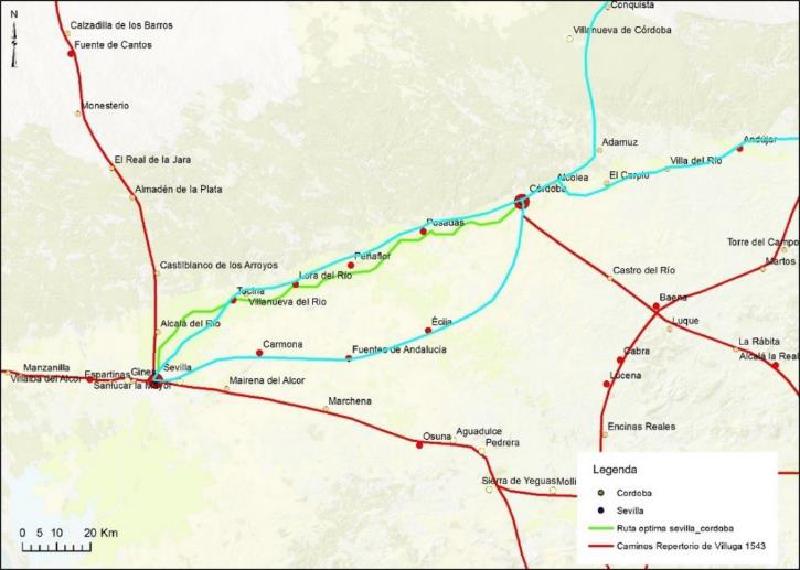 N
Conquista
Calzadilla de los Barros
Villanueva de Córdoba
Fuente de Cantos
Monesterio
Adamuz
Andújar
El Real de la Jara
Villa del Río
Alcolea
El Carpio
Almadén de la Plata
Córdoba
Posadas
Torre del Campo
Peñaflor
Martos
Castilblanco de los Arroyos
Lora del Río
Castro del Río
Tocina
Villanueva del Río
Baena
Alcalá del Río
Écija
Luque
Carmona
La Rábita
Fuentes de Andalucía
Cabra
Alcalá la Real
Manzanilla
Gines
Sevilla
Espartinas
Villalba del Alcor
Sanlucar la Mayor
Mairena del Alcor
Lucena
Marchena
Encinas Reales
Osuna
Aguadulce
Pedrera
Sierra de Yeguas
Molli
Legenda
Cordoba
Sevilla
Ruta optima sevilla_cordoba
Caminos Repertorio de Villuga 1543
0 5 10 20 Km